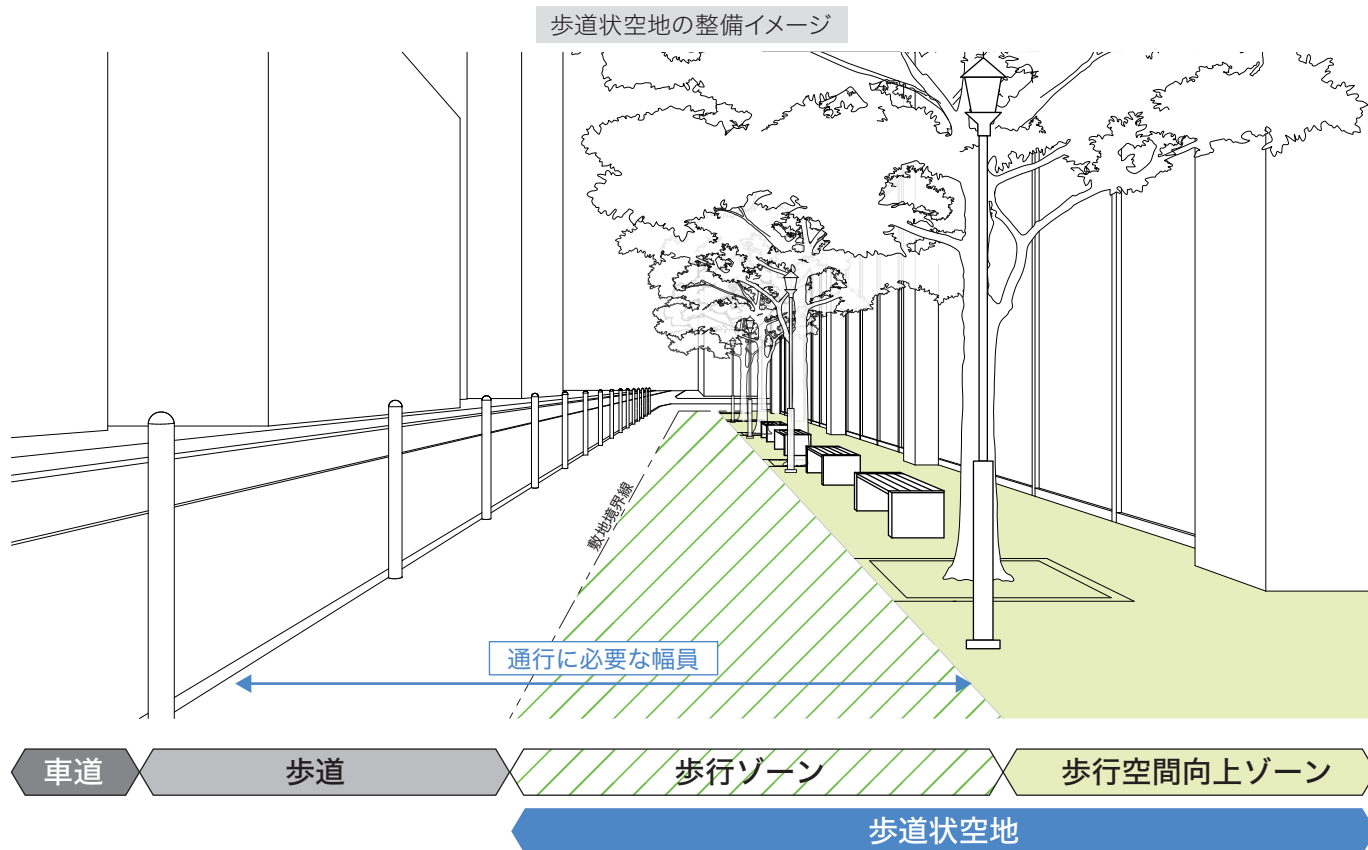 歩道状空地の整備イメージ
敷地境界線
通行に必要な幅員
車道
歩道
歩行ゾーン
歩行空間向上ゾーン
歩道状空地